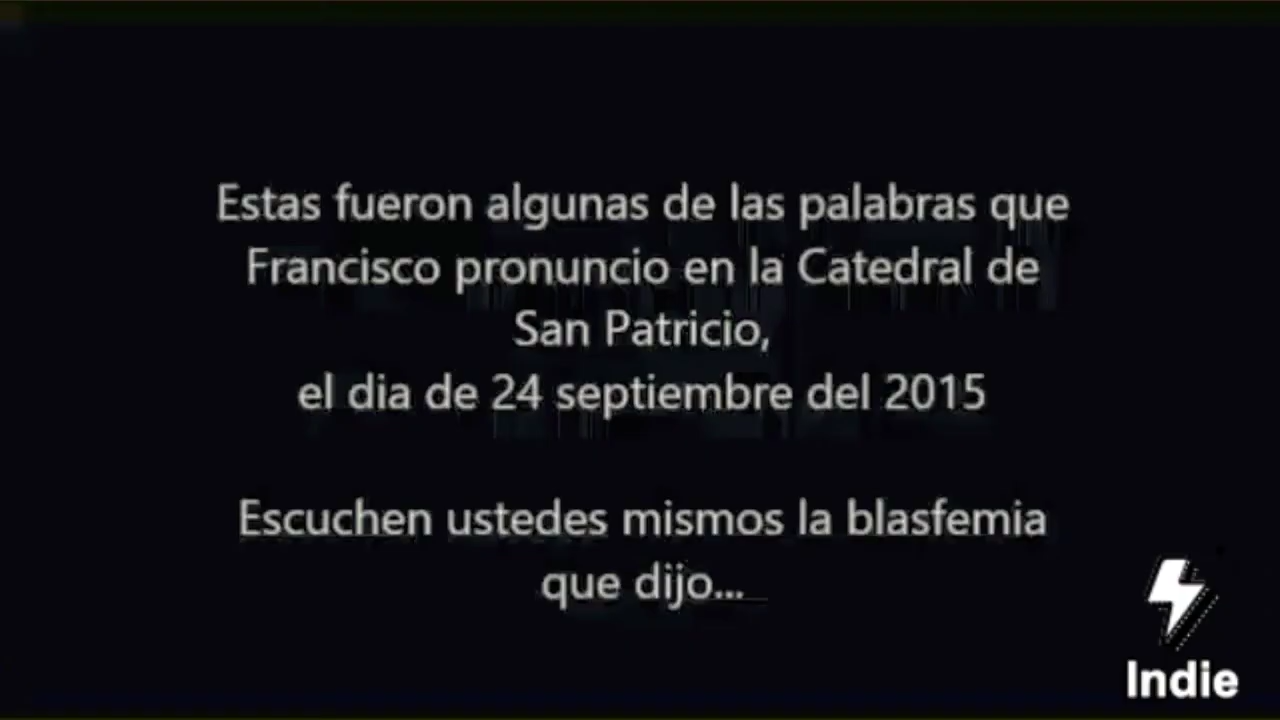 Estas fueron algunas de las palabras que
Francisco pronuncio en la Catedral de
San Patricio,
el dia de 24 septiembre del 2015
Escuchen ustedes mismos la blasfemia
que dijo...
Indie